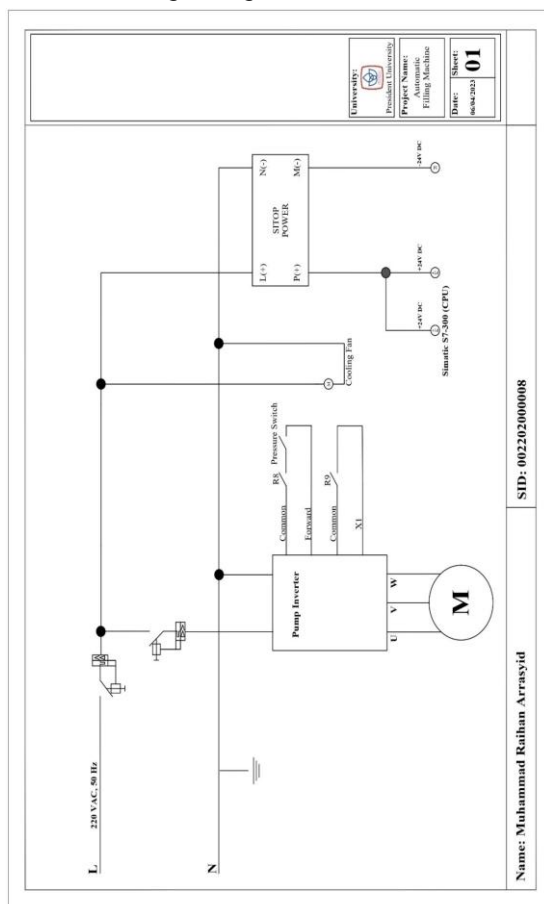 L
220 VAC, 50 Hz
N
Pump Inverter
Common
R8
Pressure Switch
Forward
Common
R9
X1
U
V
W
M
Cooling Fan
L(+)
N(-)
SITOP
POWER
P(+)
M(-)
+24V DC
+24V DC
-24V DC
Simatic S7-300 (CPU)
University:
President University
Project Name:
Automatic
Filling Machine
Date:
06/04/2023
Sheet:
01
Name: Muhammad Raihan Arrasyid
SID: 002202000008